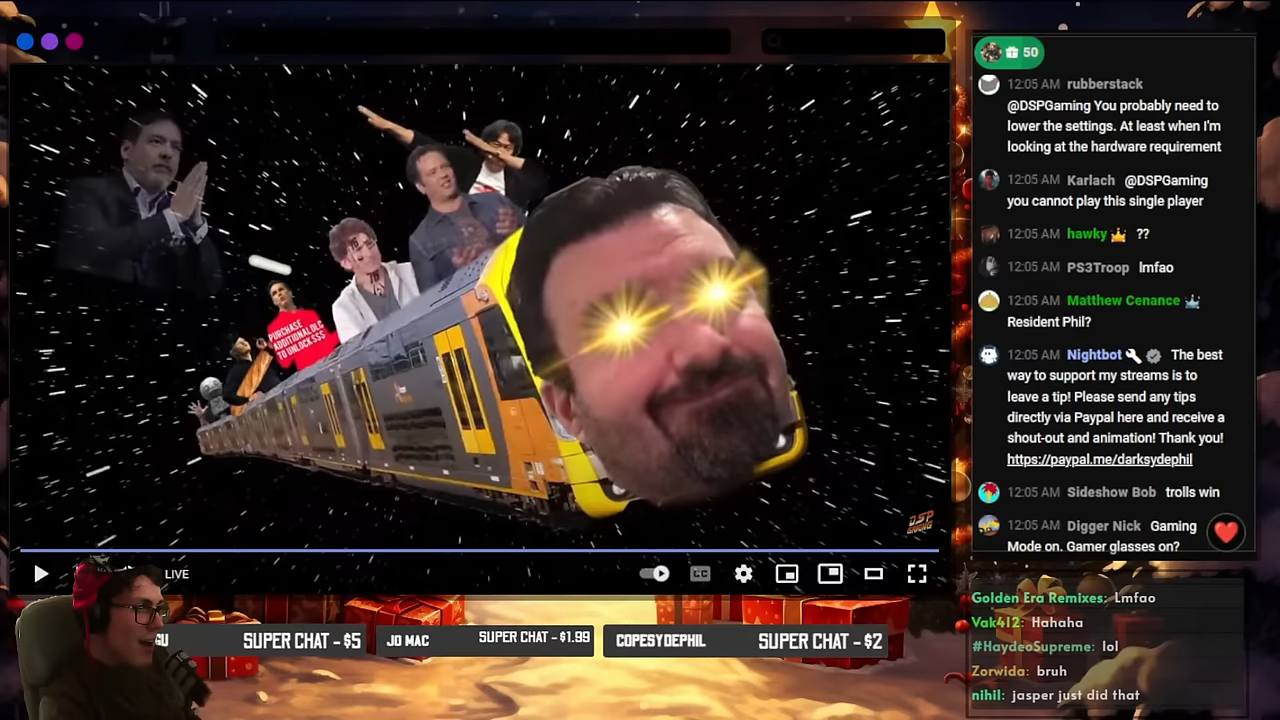 50
12:05 AM rubberstack
@DSPGaming You probably need to
lower the settings. At least when I'm
looking at the hardware requirement
12:05 AM Karlach @DSPGaming
you cannot play this single player
12:05 AM hawky ??
12:05 AM PS3Troop lmfao
12:05 AM Matthew Cenance
Resident Phil?
12:05 AM Nightbot The best
way to support my streams is to
leave a tip! Please send any tips
directly via Paypal here and receive a
shout-out and animation! Thank you!
https://paypal.me/darksydephil
12:05 AM Sideshow Bob trolls win
12:05 AM Digger Nick Gaming
Mode on. Gamer glasses on?
PURCHASE
ADDITIONAL DLC
TO UNLOCK $$$
DSP
GAMING
LIVE
CC
GU SUPER CHAT - $5
JD MAC SUPER CHAT - $1.99
COPESYDEPHIL SUPER CHAT - $2
Golden Era Remixes: Lmfao
Vak412: Hahaha
#HaydeoSupreme: lol
Zorwida: bruh
nihil: jasper just did that